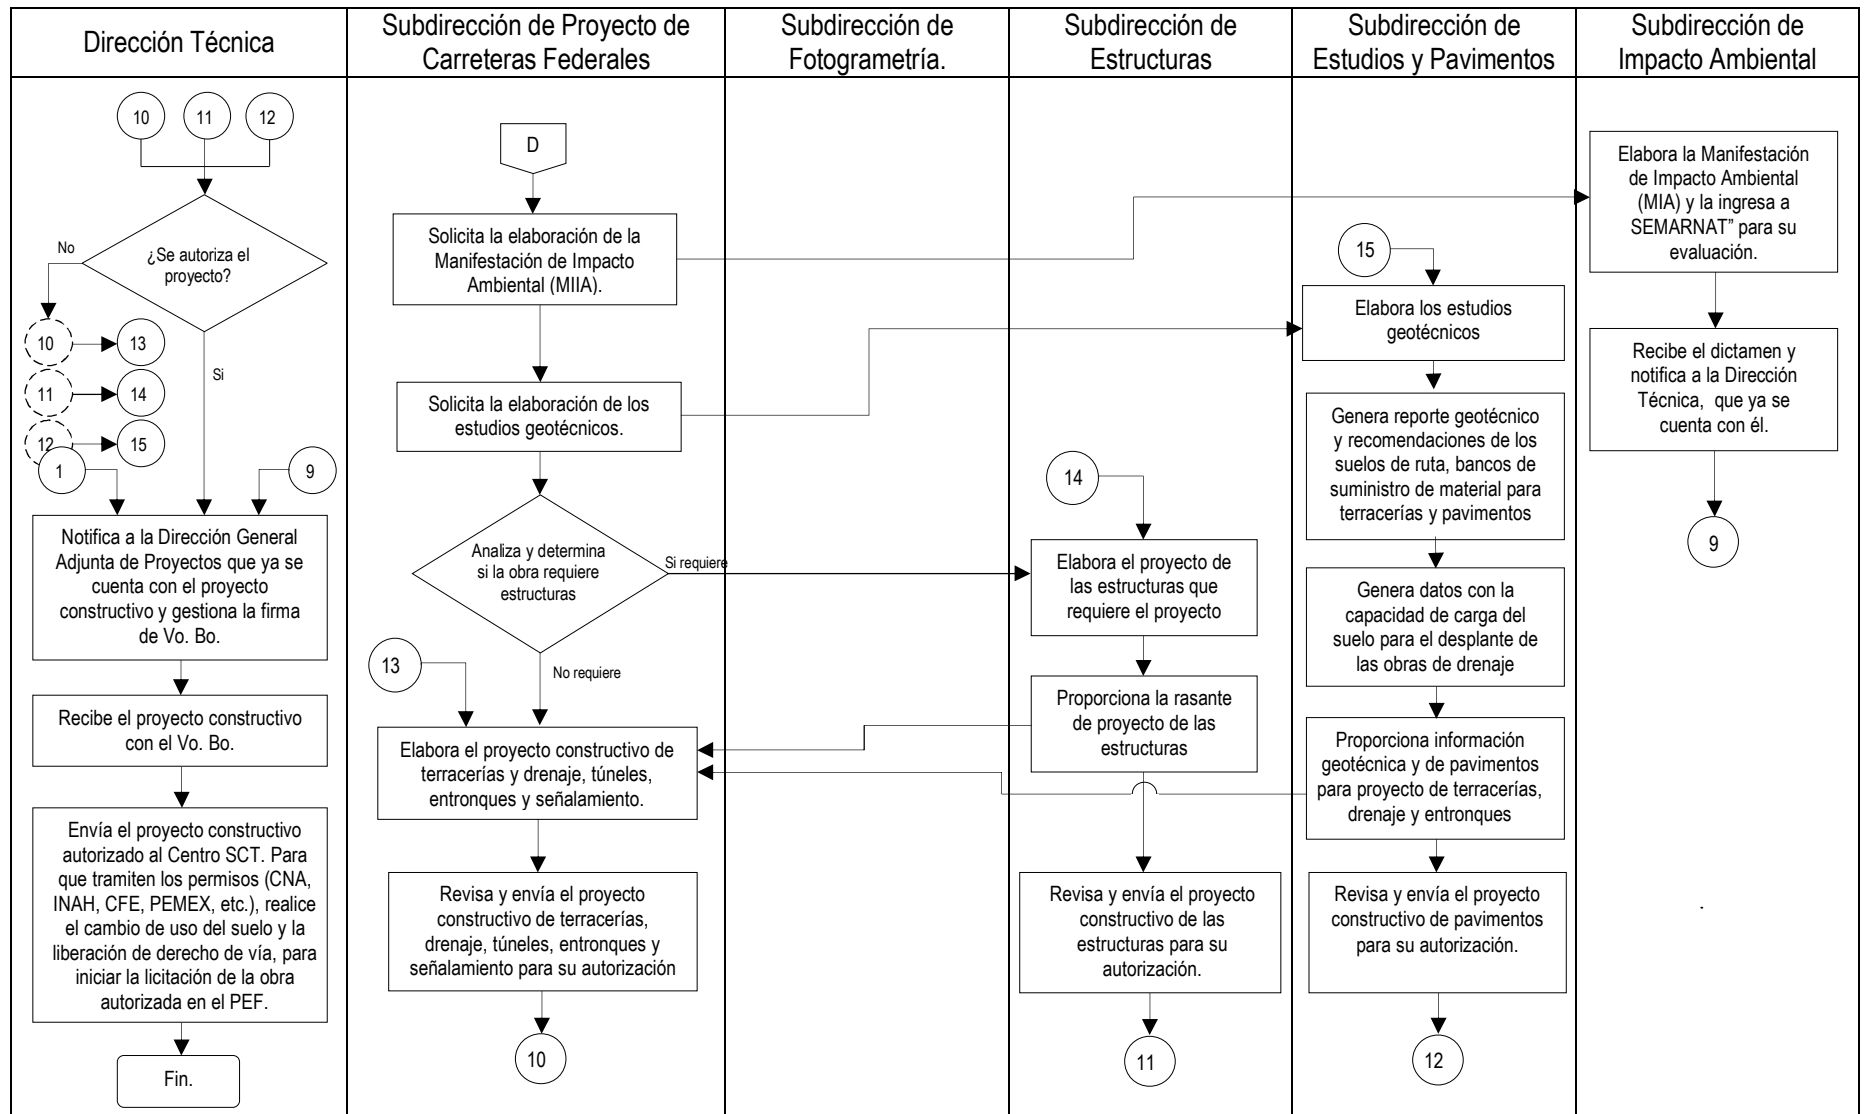 Dirección Técnica
Subdirección de Proyecto de
Carreteras Federales
Subdirección de
Fotogrametría.
Subdirección de
Estructuras
Subdirección de
Estudios y Pavimentos
Subdirección de
Impacto Ambiental
10
11
12
¿Se autoriza el
proyecto?
No
Si
10
13
11
14
12
15
1
9
Notifica a la Dirección General
Adjunta de Proyectos que ya se
cuenta con el proyecto
constructivo y gestiona la firma
de Vo. Bo.
Recibe el proyecto constructivo
con el Vo. Bo.
Envía el proyecto constructivo
autorizado al Centro SCT. Para
que tramiten los permisos (CNA,
INAH, CFE, PEMEX, etc.), realice
el cambio de uso del suelo y la
liberación de derecho de vía, para
iniciar la licitación de la obra
autorizada en el PEF.
Fin.
D
Solicita la elaboración de la
Manifestación de Impacto
Ambiental (MIIA).
Solicita la elaboración de los
estudios geotécnicos.
Analiza y determina
si la obra requiere
estructuras
Si requiere
No requiere
13
Elabora el proyecto constructivo de
terracerías y drenaje, túneles,
entronques y señalamiento.
Revisa y envía el proyecto
constructivo de terracerías,
drenaje, túneles, entronques y
señalamiento para su autorización
10
14
Elabora el proyecto de
las estructuras que
requiere el proyecto
Proporciona la rasante
de proyecto de las
estructuras
Revisa y envía el proyecto
constructivo de las
estructuras para su
autorización.
11
15
Elabora los estudios
geotécnicos
Genera reporte geotécnico
y recomendaciones de los
suelos de ruta, bancos de
suministro de material para
terracerías y pavimentos
Genera datos con la
capacidad de carga del
suelo para el desplante de
las obras de drenaje
Proporciona información
geotécnica y de pavimentos
para proyecto de terracerías,
drenaje y entronques
Revisa y envía el proyecto
constructivo de pavimentos
para su autorización.
12
Elabora la Manifestación
de Impacto Ambiental
(MIA) y la ingresa a
SEMARNAT” para su
evaluación.
Recibe el dictamen y
notifica a la Dirección
Técnica, que ya se
cuenta con él.
9
.